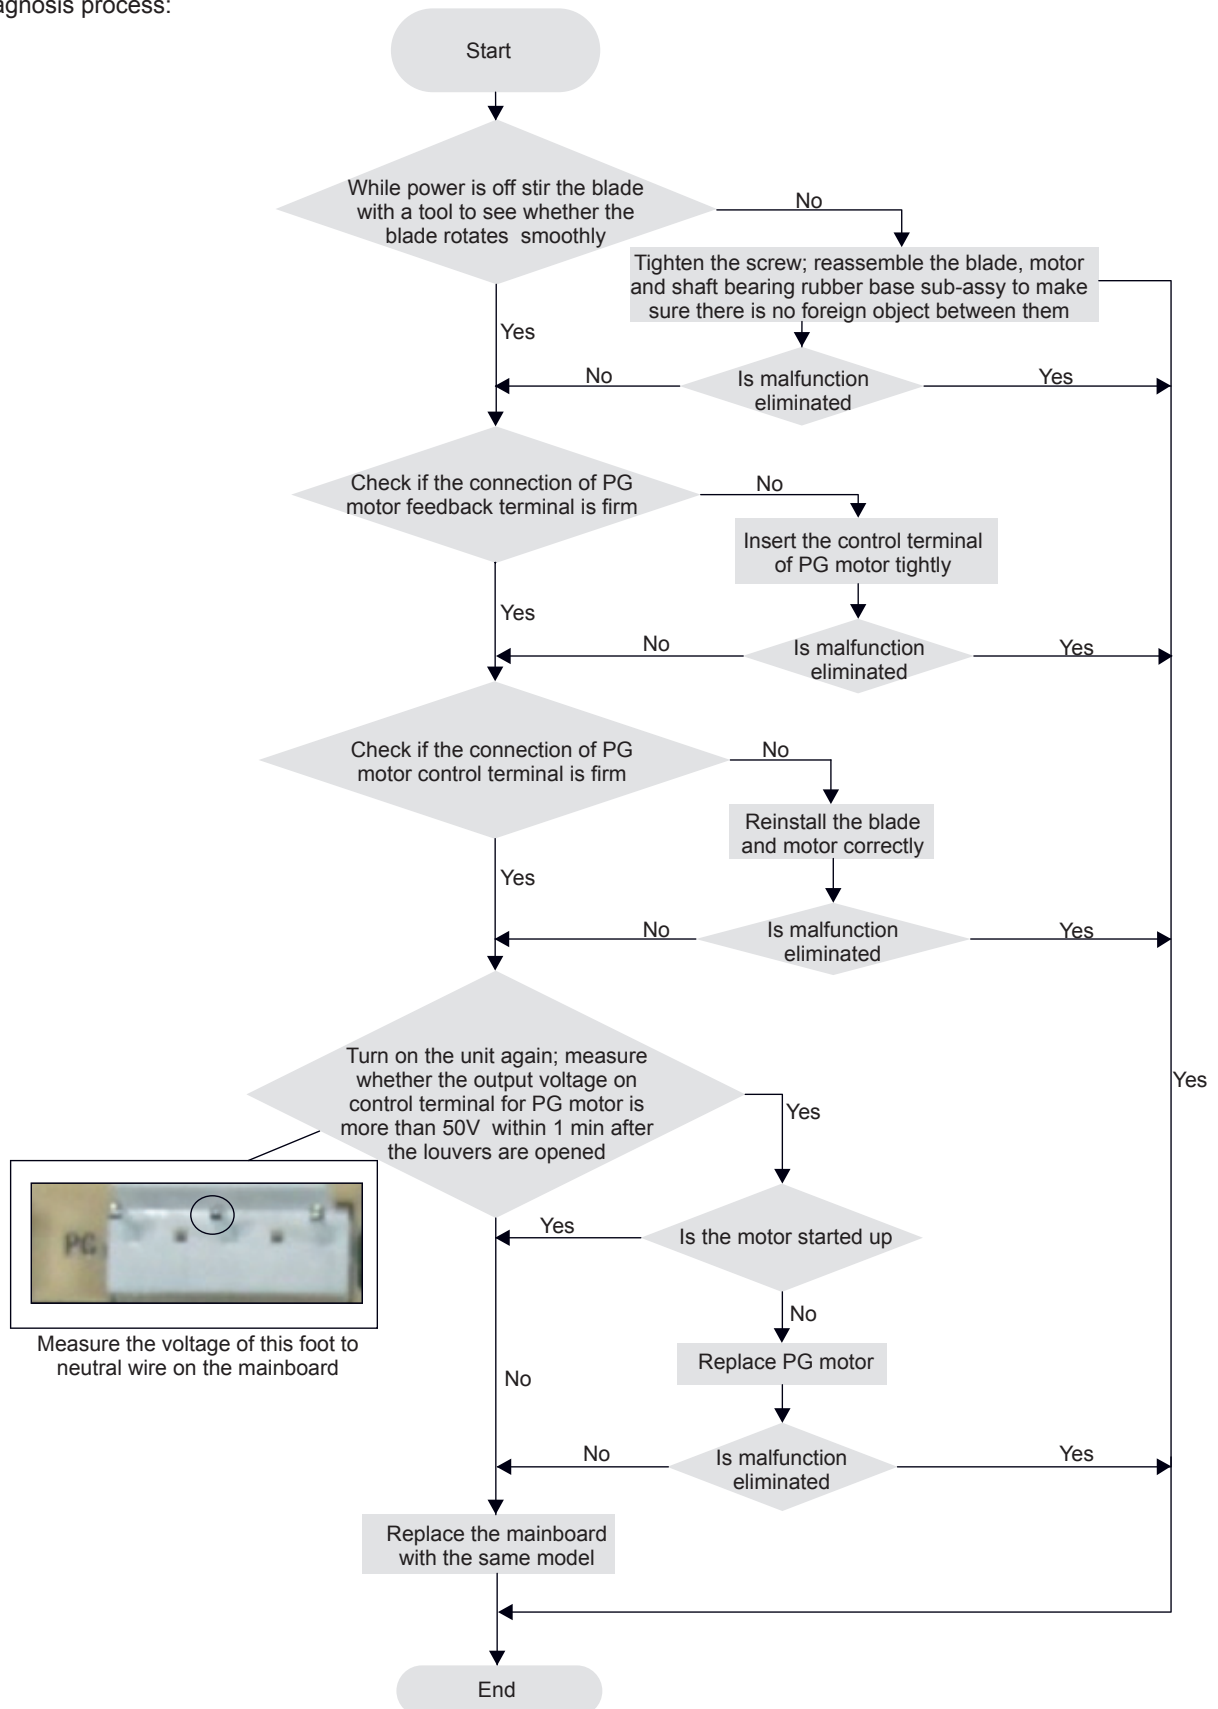 agnosis process:
Start
While power is off stir the blade
with a tool to see whether the
blade rotates smoothly
No
Tighten the screw; reassemble the blade, motor
and shaft bearing rubber base sub-assy to make
sure there is no foreign object between them
Yes
No
Is malfunction
eliminated
Yes
Check if the connection of PG
motor feedback terminal is firm
No
Insert the control terminal
of PG motor tightly
Yes
No
Is malfunction
eliminated
Yes
Check if the connection of PG
motor control terminal is firm
No
Reinstall the blade
and motor correctly
Yes
No
Is malfunction
eliminated
Yes
Turn on the unit again; measure
whether the output voltage on
control terminal for PG motor is
more than 50V within 1 min after
the louvers are opened
Yes
Yes
PG
Measure the voltage of this foot to
neutral wire on the mainboard
Yes
Is the motor started up
No
Replace PG motor
No
No
Is malfunction
eliminated
Yes
Replace the mainboard
with the same model
End